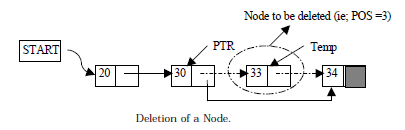 Node to be deleted (ie; POS =3)
START
PTR
Temp
20
30
33
34
Deletion of a Node.